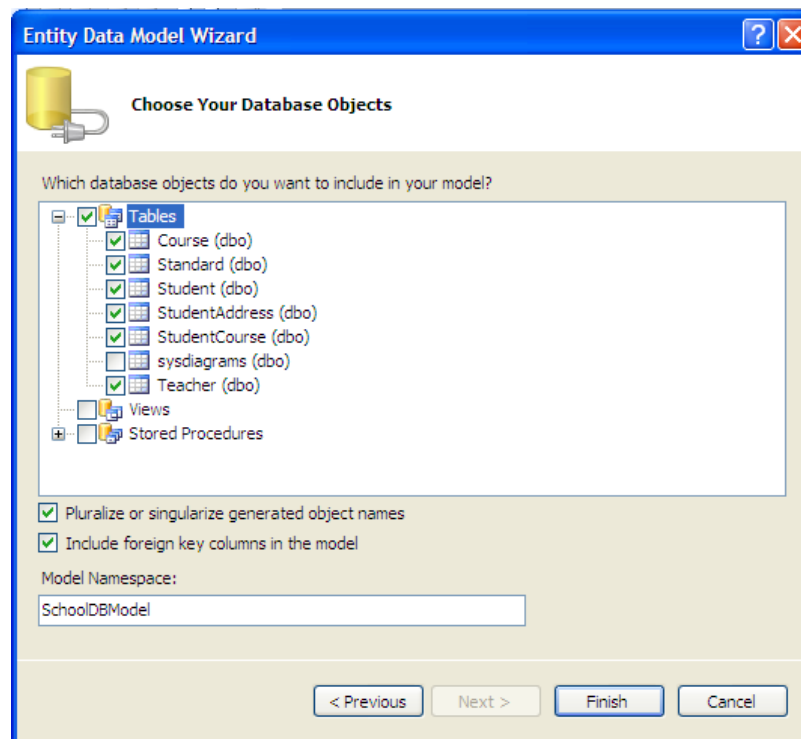 Entity Data Model Wizard
Choose Your Database Objects
Which database objects do you want to include in your model?
Tables
Course (dbo)
Standard (dbo)
Student (dbo)
StudentAddress (dbo)
StudentCourse (dbo)
sysdiagrams (dbo)
Teacher (dbo)
Views
Stored Procedures
Pluralize or singularize generated object names
Include foreign key columns in the model
Model Namespace:
SchoolDBModel
< Previous Next > Finish Cancel